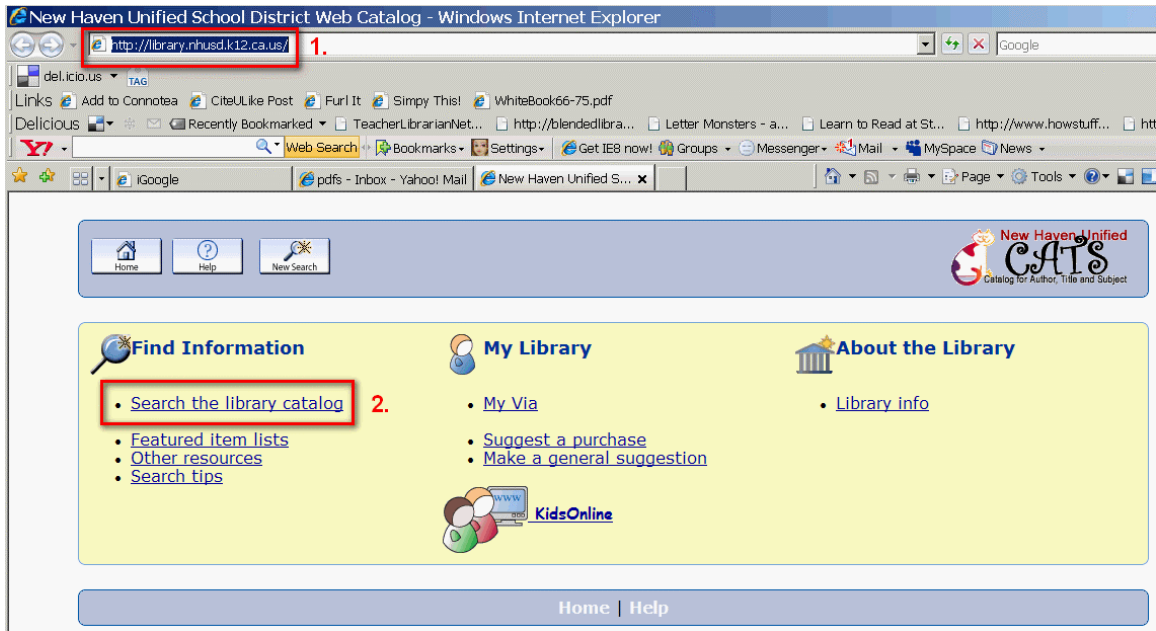 New Haven Unified School District Web Catalog - Windows Internet Explorer
http://library.nhusd.k12.ca.us/ 1. Google
del.icio.us TAG
Links Add to Connotea CiteULike Post Furl It Simpy This! WhiteBook66-75.pdf
Delicious Recently Bookmarked TeacherLibrarianNet... http://blendedlibra... Letter Monsters - a... Learn to Read at St... http://www.howstuff... htt
Y! Web Search Bookmarks Settings Get IE8 now! Groups Messenger Mail MySpace News
iGoogle pdfs - Inbox - Yahoo! Mail New Haven Unified S... Page Tools
Home Help New Search
New Haven Unified
CATS
Catalog for Author, Title and Subject
Find Information My Library About the Library
Search the library catalog 2. My Via Library info
Featured item lists Suggest a purchase
Other resources Make a general suggestion
Search tips
www KidsOnline
Home | Help